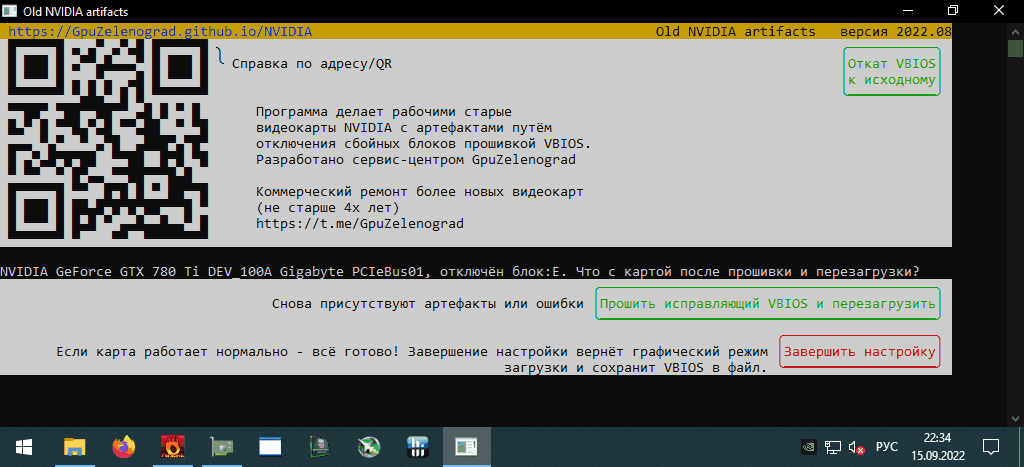 Old NVIDIA artifacts
https://GpuZelenograd.github.io/NVIDIA
Old NVIDIA artifacts версия 2022.08
Справка по адресу/QR
Откат VBIOS
к исходному
Программа делает рабочими старые
видеокарты NVIDIA с артефактами путём
отключения сбойных блоков прошивкой VBIOS.
Разработано сервис-центром GpuZelenograd
Коммерческий ремонт более новых видеокарт
(не старше 4х лет)
https://t.me/GpuZelenograd
NVIDIA GeForce GTX 780 Ti DEV_100A Gigabyte PCIeBus01, отключён блок:E. Что с картой после прошивки и перезагрузки?
Снова присутствуют артефакты или ошибки
Прошить исправляющий VBIOS и перезагрузить
Если карта работает нормально - всё готово! Завершение настройки вернёт графический режим
загрузки и сохранит VBIOS в файл.
Завершить настройку
РУС
22:34
15.09.2022